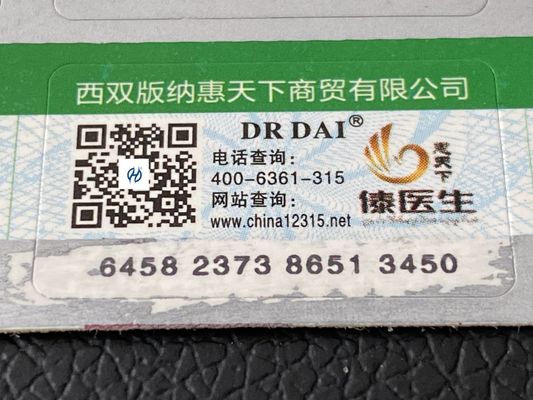 西双版纳惠天下商贸有限公司
DR DAI®
电话查询：
400-6361-315
网站查询：
www.china12315.net
惠天下
傣医生
6458 2373 8651 3450